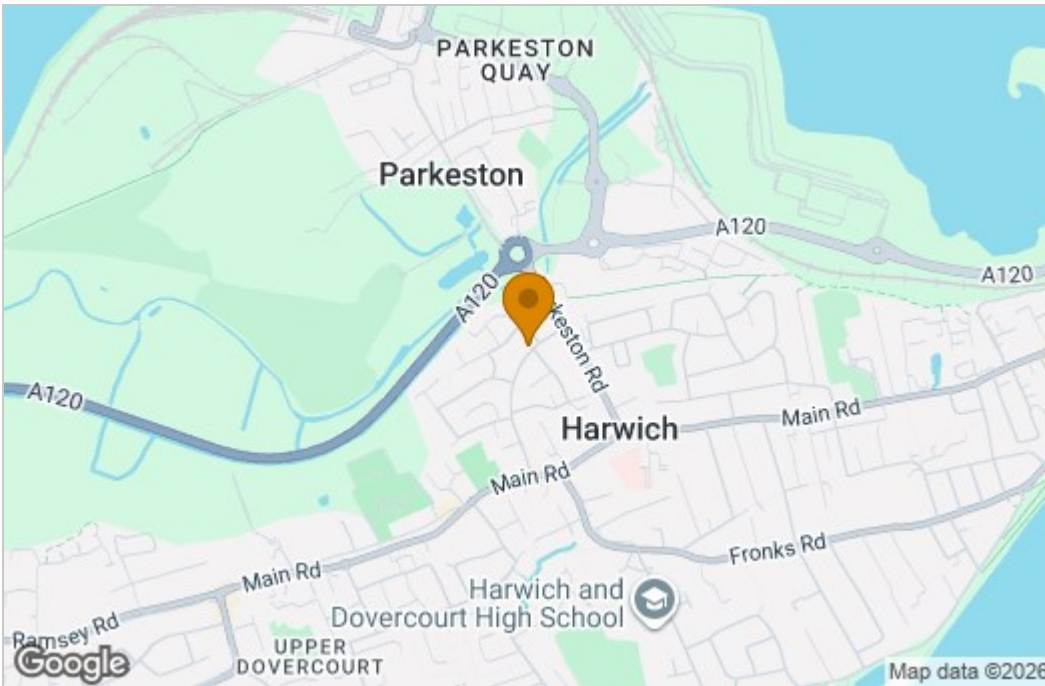 PARKESTON
QUAY
Parkeston
A120
A120
A120
A120
keston Rd
Harwich
Main Rd
Main Rd
Fronks Rd
Main Rd
Harwich and
Dovercourt High School
Ramsey Rd
UPPER
DOVERCOURT
Google
Map data ©2026